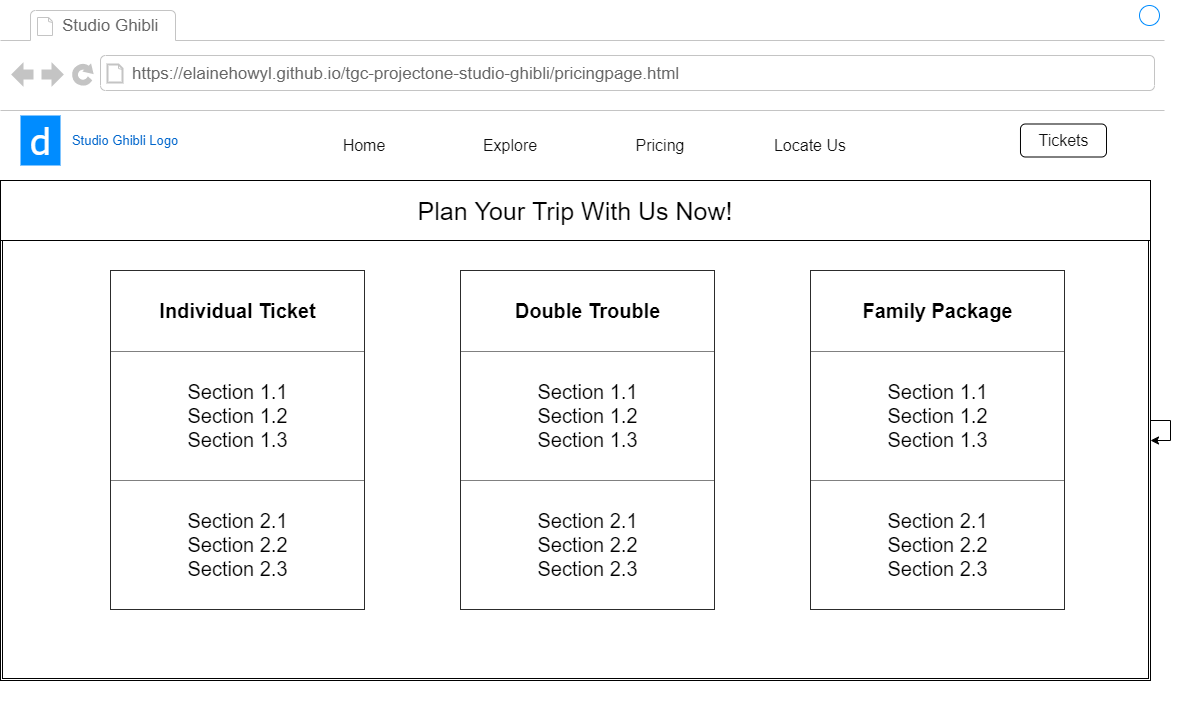 Studio Ghibli
https://elainehowyl.github.io/tgc-projectone-studio-ghibli/pricingpage.html
d Studio Ghibli Logo Home Explore Pricing Locate Us Tickets
Plan Your Trip With Us Now!
Individual Ticket
Section 1.1
Section 1.2
Section 1.3
Section 2.1
Section 2.2
Section 2.3
Double Trouble
Section 1.1
Section 1.2
Section 1.3
Section 2.1
Section 2.2
Section 2.3
Family Package
Section 1.1
Section 1.2
Section 1.3
Section 2.1
Section 2.2
Section 2.3